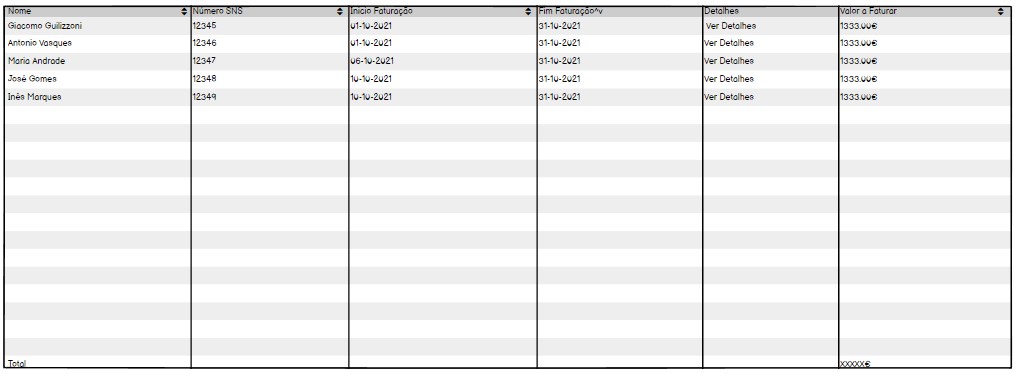 Nome Número SNS Inicio Faturação Fim Faturação^v Detalhes Valor a Faturar
Giacomo Guilizzoni 12345 01-10-2021 31-10-2021 Ver Detalhes 1333.00€
Antonio Vasques 12346 01-10-2021 31-10-2021 Ver Detalhes 1333.00€
Maria Andrade 12347 06-10-2021 31-10-2021 Ver Detalhes 1333.00€
José Gomes 12348 10-10-2021 31-10-2021 Ver Detalhes 1333.00€
Inês Marques 12349 10-10-2021 31-10-2021 Ver Detalhes 1333.00€
Total XXXXX€